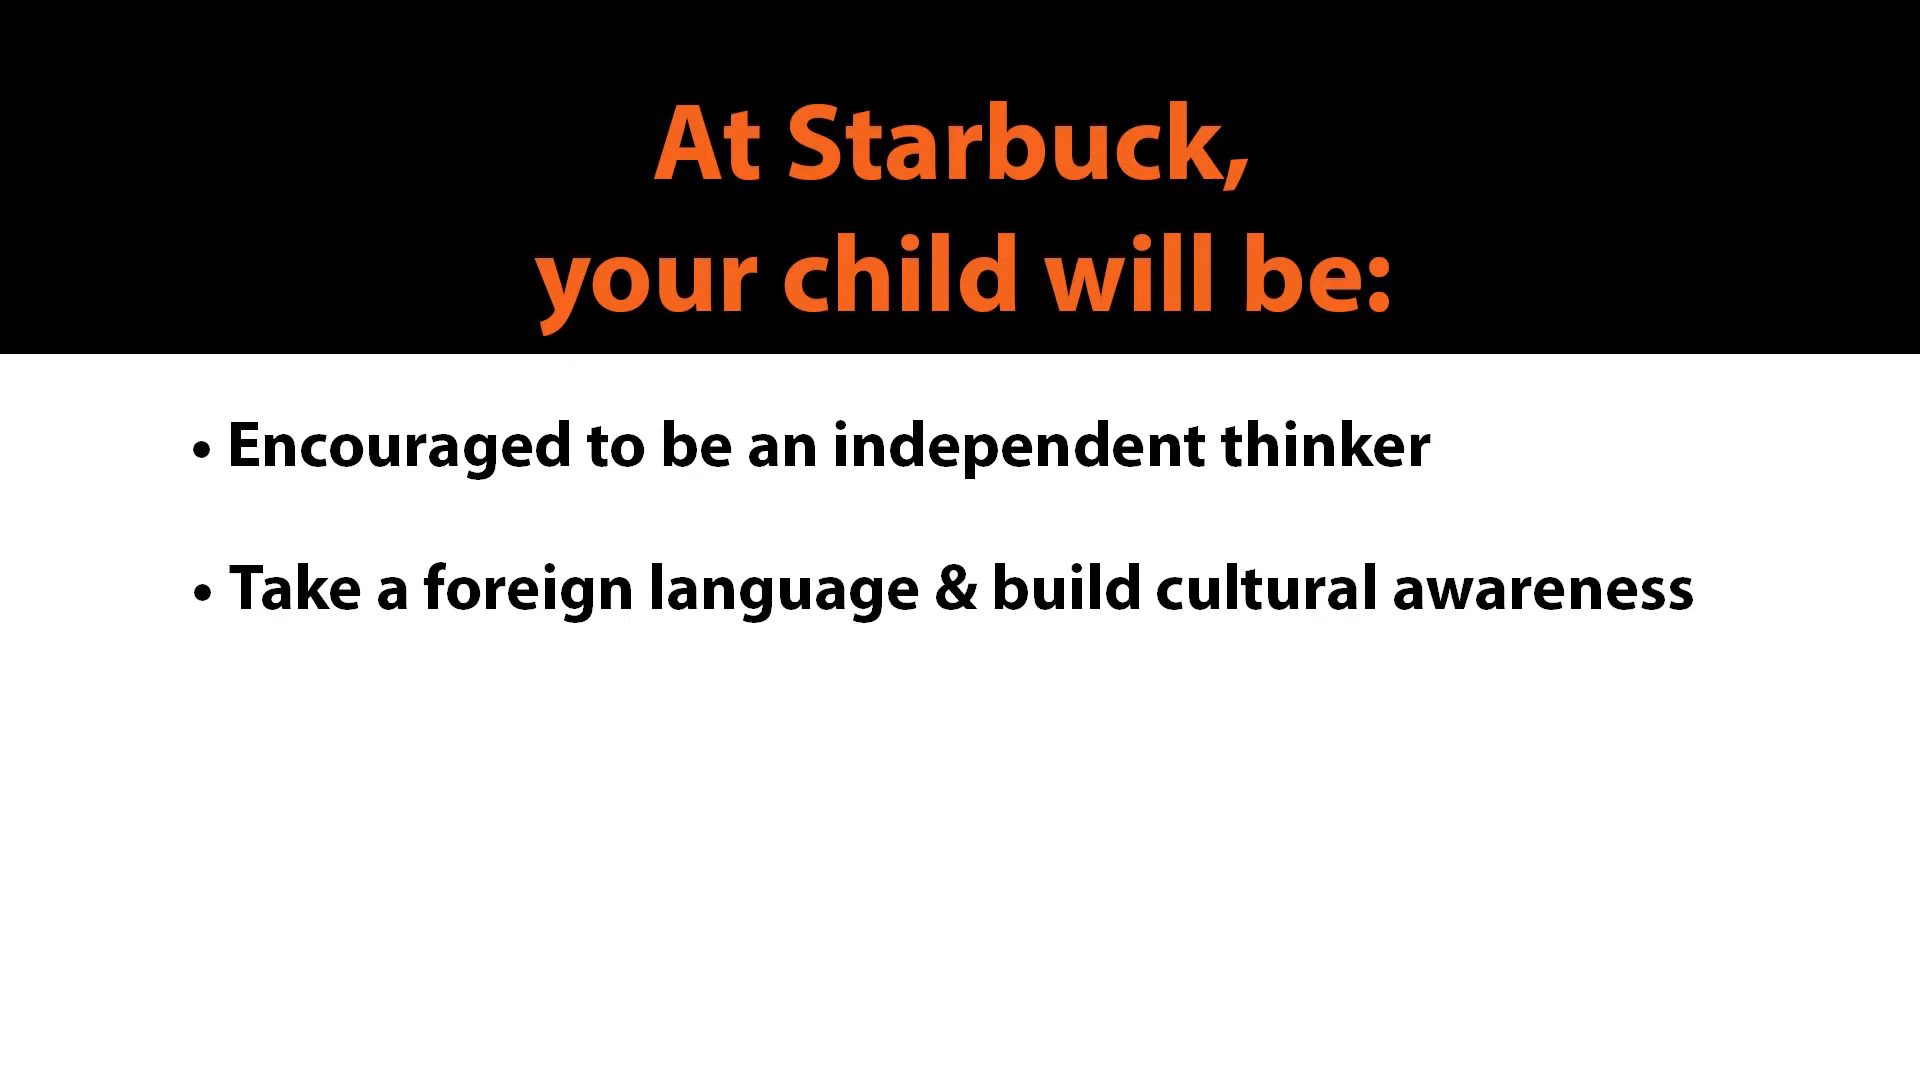 At Starbuck,
your child will be:
• Encouraged to be an independent thinker
• Take a foreign language & build cultural awareness